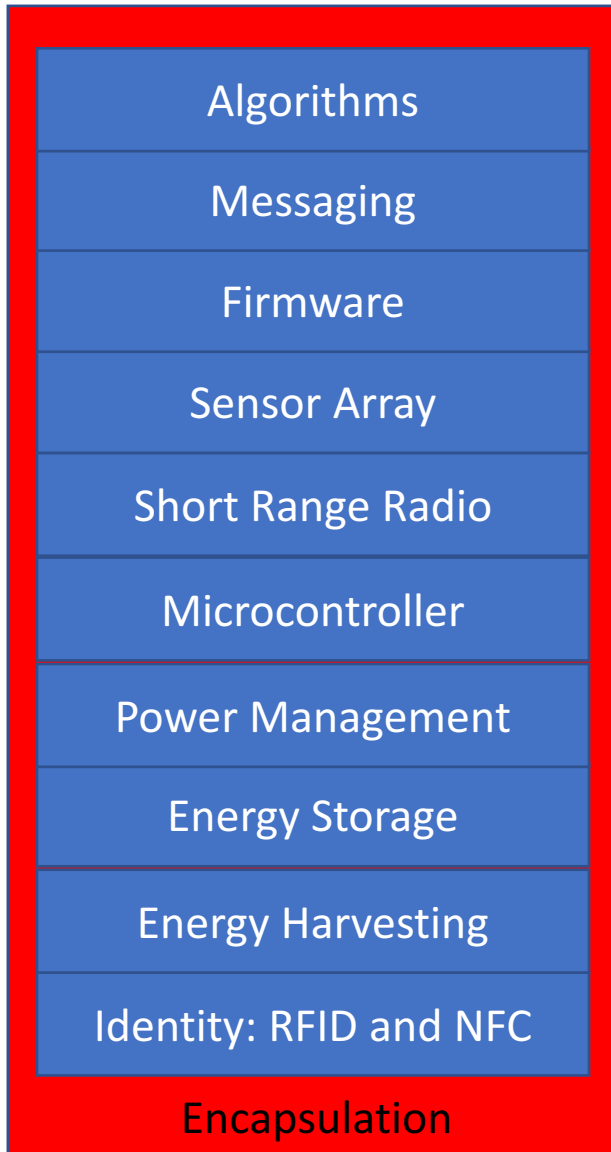 Algorithms
Messaging
Firmware
Sensor Array
Short Range Radio
Microcontroller
Power Management
Energy Storage
Energy Harvesting
Identity: RFID and NFC
Encapsulation